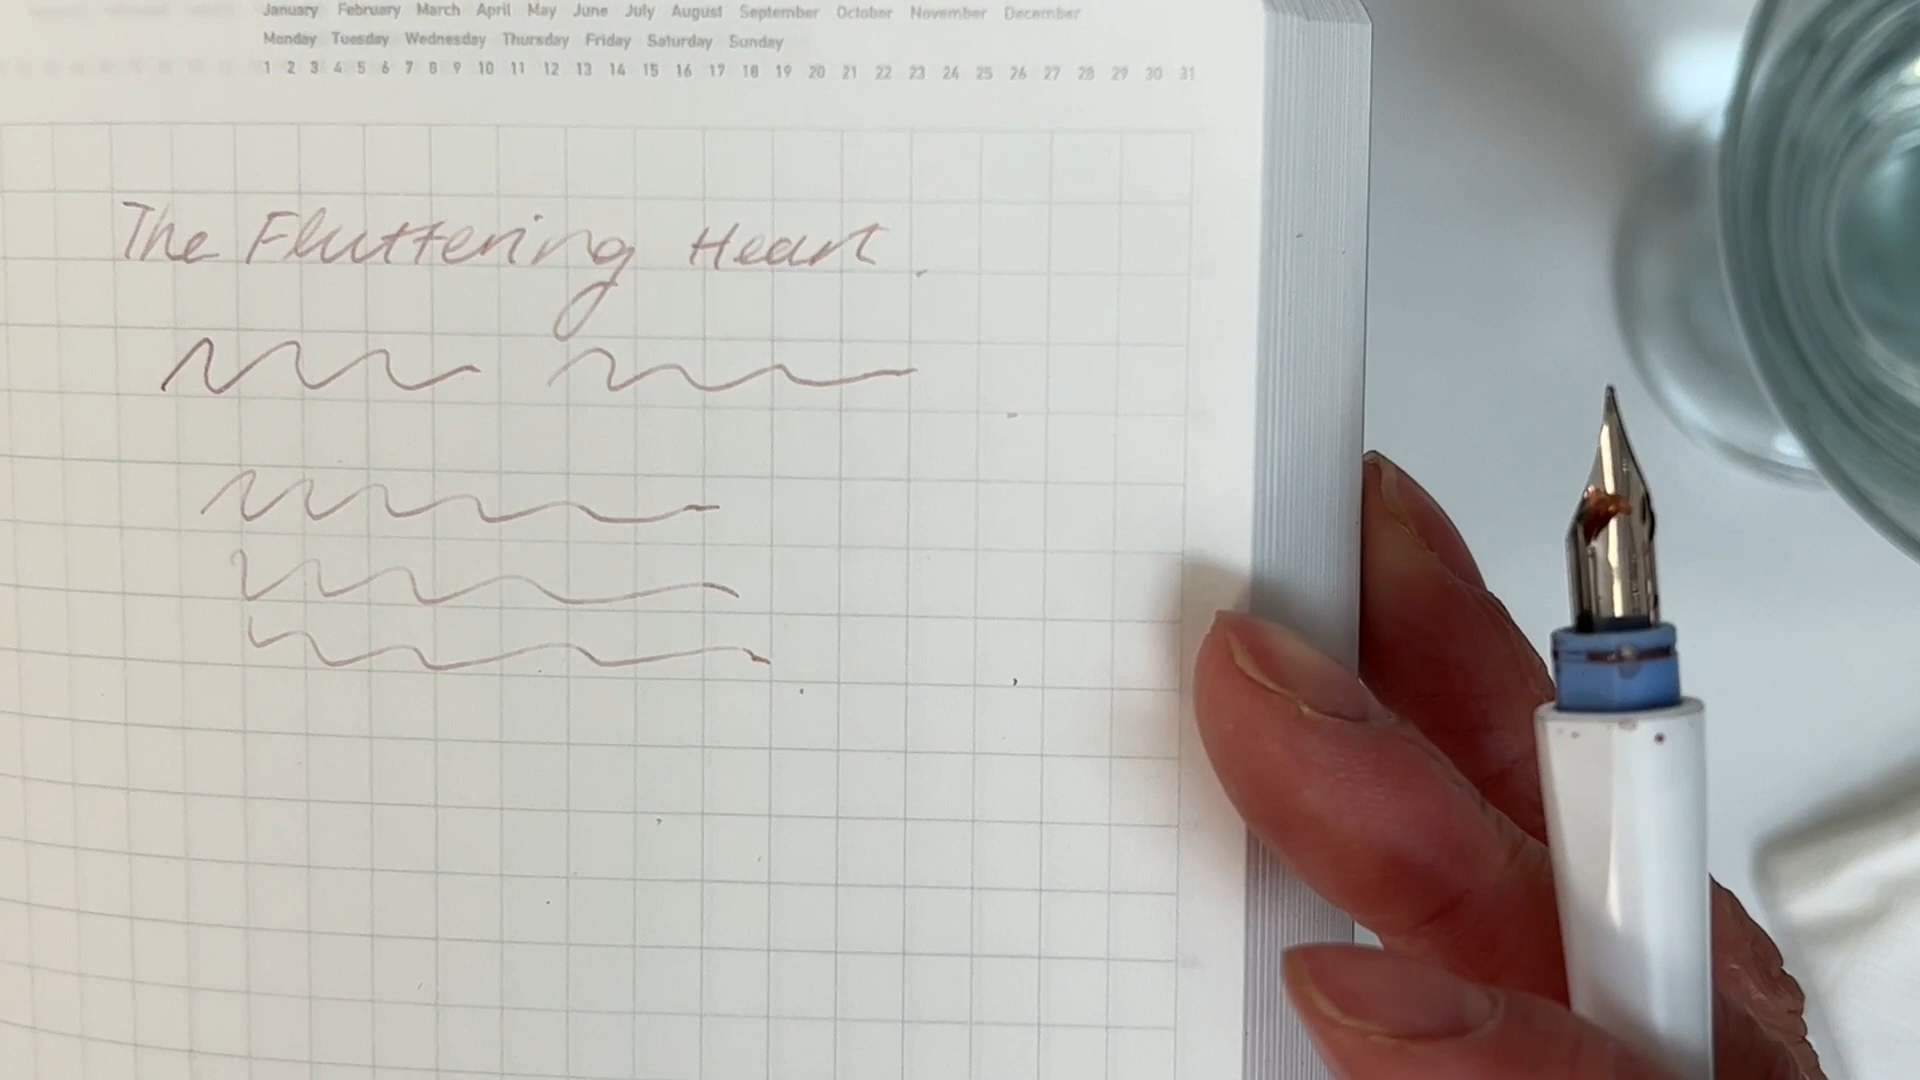 January February March April May June July August September October November December
Monday Tuesday Wednesday Thursday Friday Saturday Sunday
1 2 3 4 5 6 7 8 9 10 11 12 13 14 15 16 17 18 19 20 21 22 23 24 25 26 27 28 29 30 31
The Fluttering Heart.